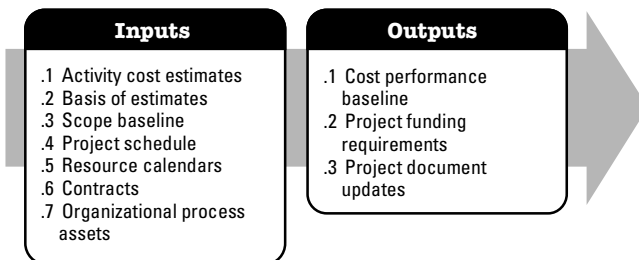 Inputs
.1 Activity cost estimates
.2 Basis of estimates
.3 Scope baseline
.4 Project schedule
.5 Resource calendars
.6 Contracts
.7 Organizational process
assets
Outputs
.1 Cost performance
baseline
.2 Project funding
requirements
.3 Project document
updates